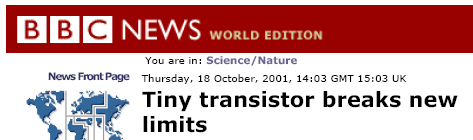 BBC NEWS WORLD EDITION
You are in: Science/Nature
News Front Page
Thursday, 18 October, 2001, 14:03 GMT 15:03 UK
Tiny transistor breaks new
limits